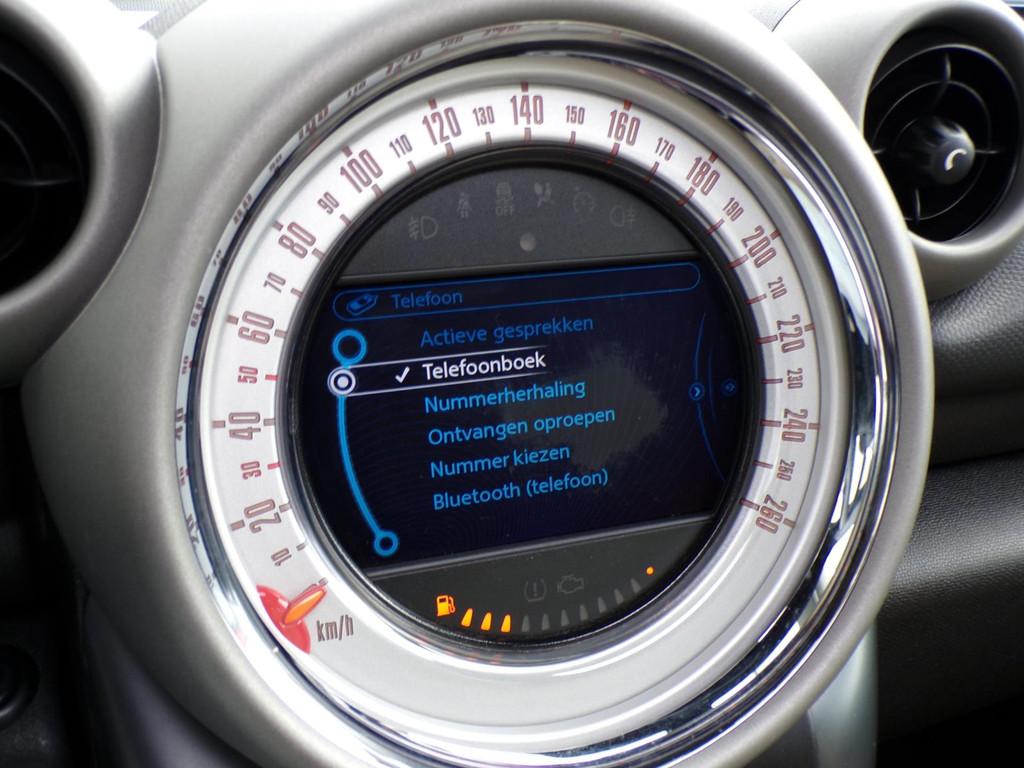 10
20
30
40
50
60
70
80
90
100
110
120
130
140
150
160
170
180
190
200
210
220
230
240
250
260
km/h
OFF
Telefoon
Actieve gesprekken
Telefoonboek
Nummerherhaling
Ontvangen oproepen
Nummer kiezen
Bluetooth (telefoon)